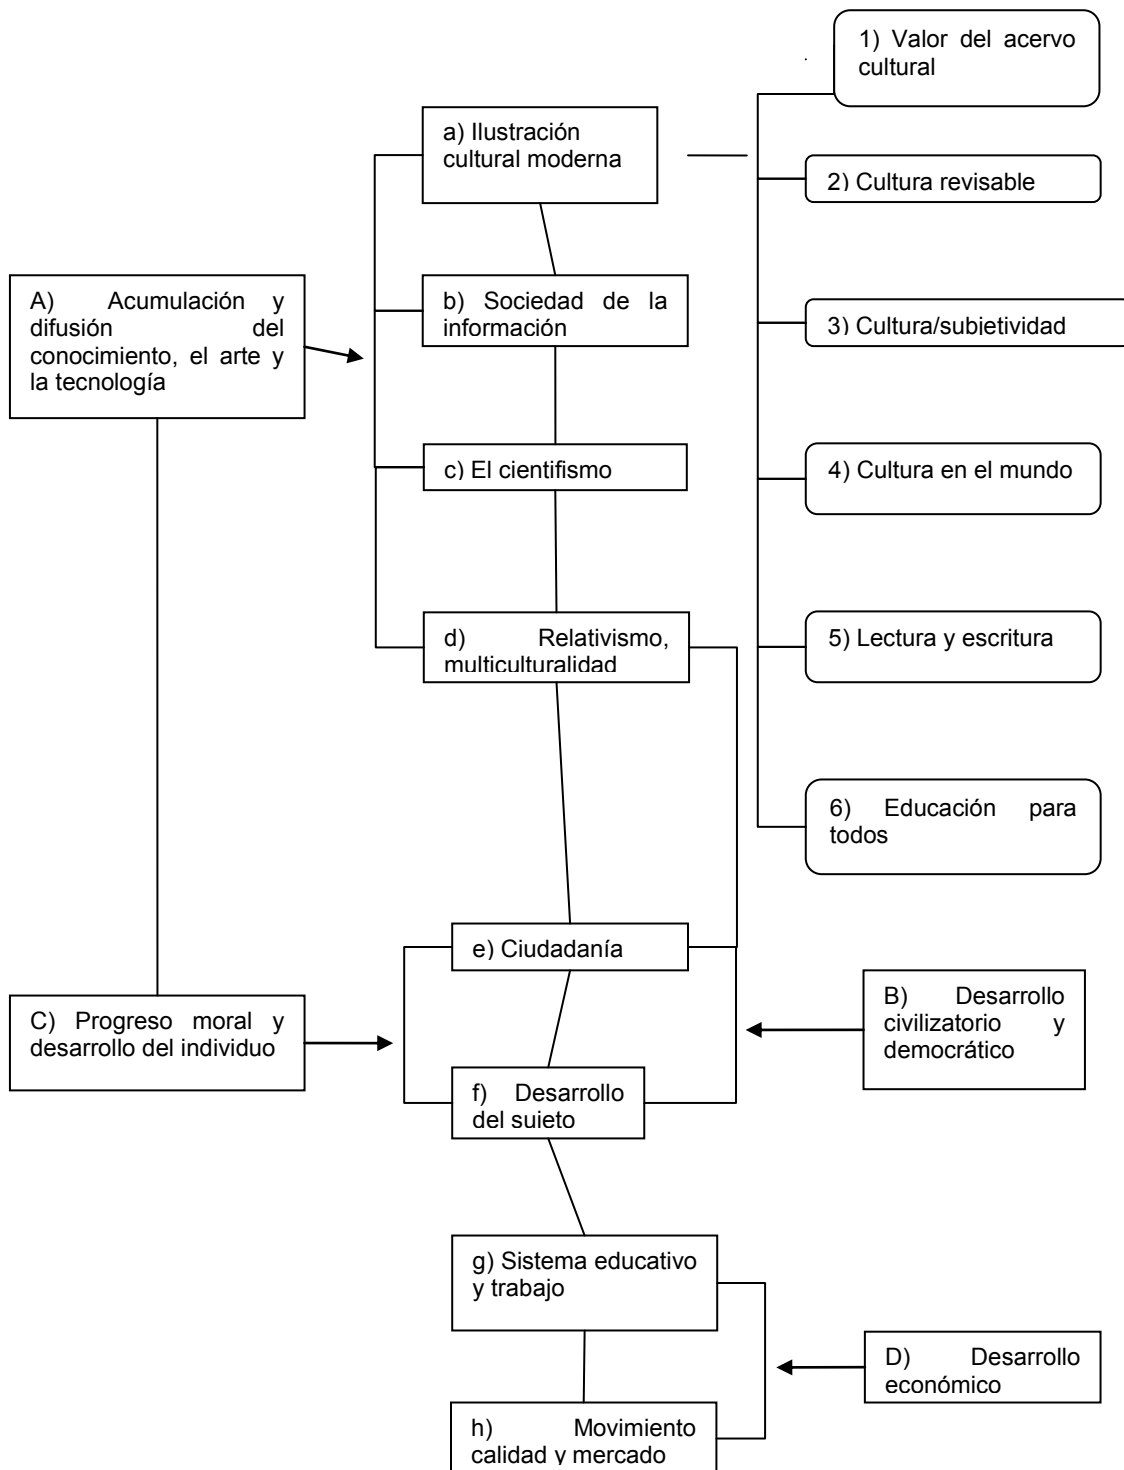 1) Valor del acervo
cultural
a) Ilustración
cultural moderna
2) Cultura revisable
A) Acumulación y
difusión del
conocimiento, el arte y
la tecnología
b) Sociedad de la
información
3) Cultura/subjetividad
c) El cientifismo
4) Cultura en el mundo
d) Relativismo,
multiculturalidad
5) Lectura y escritura
6) Educación para
todos
e) Ciudadanía
C) Progreso moral y
desarrollo del individuo
B) Desarrollo
civilizatorio y
democrático
f) Desarrollo
del sujeto
g) Sistema educativo
y trabajo
D) Desarrollo
económico
h) Movimiento
calidad y mercado